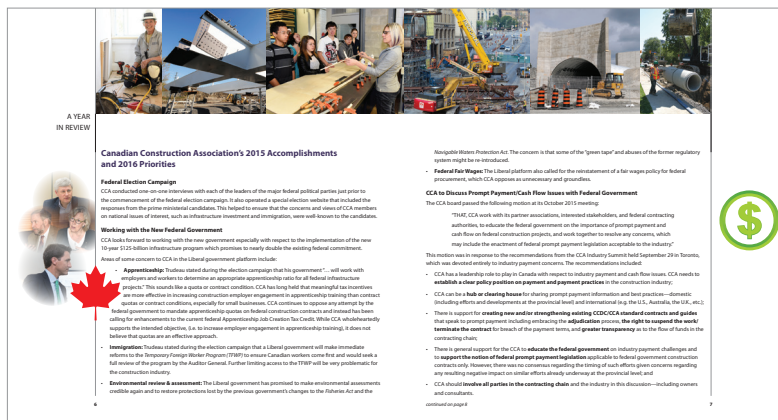 A YEAR
IN REVIEW
Canadian Construction Association's 2015 Accomplishments
and 2016 Priorities
Federal Election Campaign
CCA conducted one-on-one interviews with each of the leaders of the major federal political parties just prior to
the commencement of the federal election campaign. It also operated a special election website that included the
responses from the prime ministerial candidates. This helped to ensure that the concerns and views of CCA members
on national issues of interest, such as infrastructure investment and immigration, were well-known to the candidates.
Working with the New Federal Government
CCA looks forward to working with the new government especially with respect to the implementation of the new
10-year $125-billion infrastructure program which promises to nearly double the existing federal commitment.
Areas of some concern to CCA in the Liberal government platform include:
- Apprenticeship: Trudeau stated during the election campaign that his government "... will work with
employers and workers to determine an appropriate apprenticeship ratio for all federal infrastructure
projects." This sounds like a quota or contract condition. CCA has long held that meaningful tax incentives
are more effective in increasing construction employer engagement in apprenticeship training than contract
quotas or contract conditions, especially for small businesses. CCA continues to oppose any attempt by the
federal government to mandate apprenticeship quotas on federal construction contracts and instead has been
calling for enhancements to the current federal Apprenticeship Job Creation Tax Credit. While CCA wholeheartedly
supports the intended objective, (i.e. to increase employer engagement in apprenticeship training), it does not
believe that quotas are an effective approach.
- Immigration: Trudeau stated during the election campaign that a Liberal government will make immediate
reforms to the Temporary Foreign Worker Program (TFWP) to ensure Canadian workers come first and would seek a
full review of the program by the Auditor General. Further limiting access to the TFWP will be very problematic for
the construction industry.
- Environmental review & assessment: The Liberal government has promised to make environmental assessments
credible again and to restore protections lost by the previous government's changes to the Fisheries Act and the
6
Navigable Waters Protection Act. The concern is that some of the "green tape" and abuses of the former regulatory
system might be re-introduced.
- Federal Fair Wages: The Liberal platform also called for the reinstatement of a fair wages policy for federal
procurement, which CCA opposes as unnecessary and groundless.
CCA to Discuss Prompt Payment/Cash Flow Issues with Federal Government
The CCA board passed the following motion at its October 2015 meeting:
"THAT, CCA work with its partner associations, interested stakeholders, and federal contracting
authorities, to educate the federal government on the importance of prompt payment and
cash flow on federal construction projects, and work together to resolve any concerns, which
may include the enactment of federal prompt payment legislation acceptable to the industry."
This motion was in response to the recommendations from the CCA Industry Summit held September 29 in Toronto,
which was devoted entirely to industry payment concerns. The recommendations included:
- CCA has a leadership role to play in Canada with respect to industry payment and cash flow issues. CCA needs to
establish a clear policy position on payment and payment practices in the construction industry;
- CCA can be a hub or clearing house for sharing prompt payment information and best practices—domestic
(including efforts and developments at the provincial level) and international (e.g. the U.S., Australia, the U.K., etc.);
- There is support for creating new and/or strengthening existing CCDC/CCA standard contracts and guides
that speak to prompt payment including embracing the adjudication process, the right to suspend the work/
terminate the contract for breach of the payment terms, and greater transparency as to the flow of funds in the
contracting chain;
- There is general support for the CCA to educate the federal government on industry payment challenges and
to support the notion of federal prompt payment legislation applicable to federal government construction
contracts only. However, there was no consensus regarding the timing of such efforts given concerns regarding
any resulting negative impact on similar efforts already underway at the provincial level; and
- CCA should involve all parties in the contracting chain and the industry in this discussion—including owners
and consultants.
continued on page 8
7
$